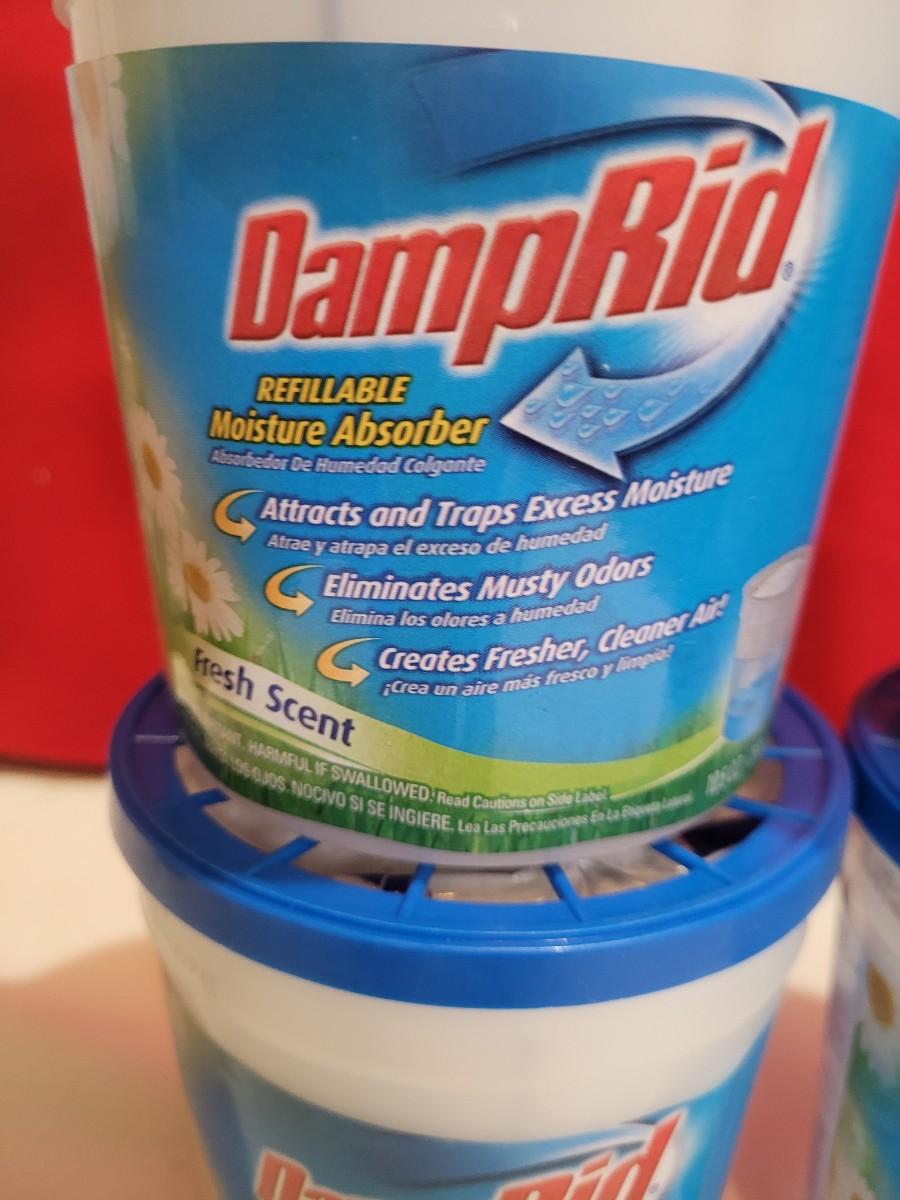 DampRid®
REFILLABLE
Moisture Absorber
Absorbedor De Humedad Colgante
Attracts and Traps Excess Moisture
Atrae y atrapa el exceso de humedad
Eliminates Musty Odors
Elimina los olores a humedad
Creates Fresher, Cleaner Air!
¡Crea un aire más fresco y limpio!
Fresh Scent
HARMFUL IF SWALLOWED. Read Cautions on Side Label.
LOS OJOS. NOCIVO SI SE INGIERE. Lea Las Precauciones En La Etiqueta Lateral.
DampRid